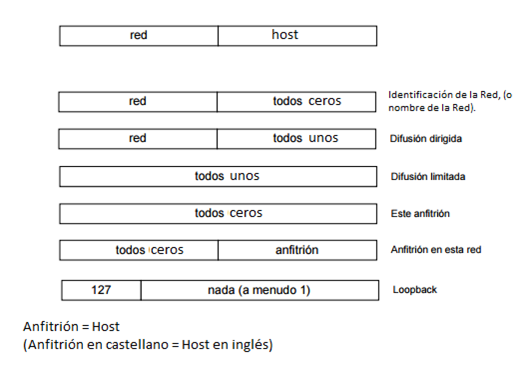 red host
red todos ceros Identificación de la Red, (o
nombre de la Red).
red todos unos Difusión dirigida
todos unos Difusión limitada
todos ceros Este anfitrión
todos ceros anfitrión Anfitrión en esta red
127 nada (a menudo 1) Loopback
Anfitrión = Host
(Anfitrión en castellano = Host en inglés)